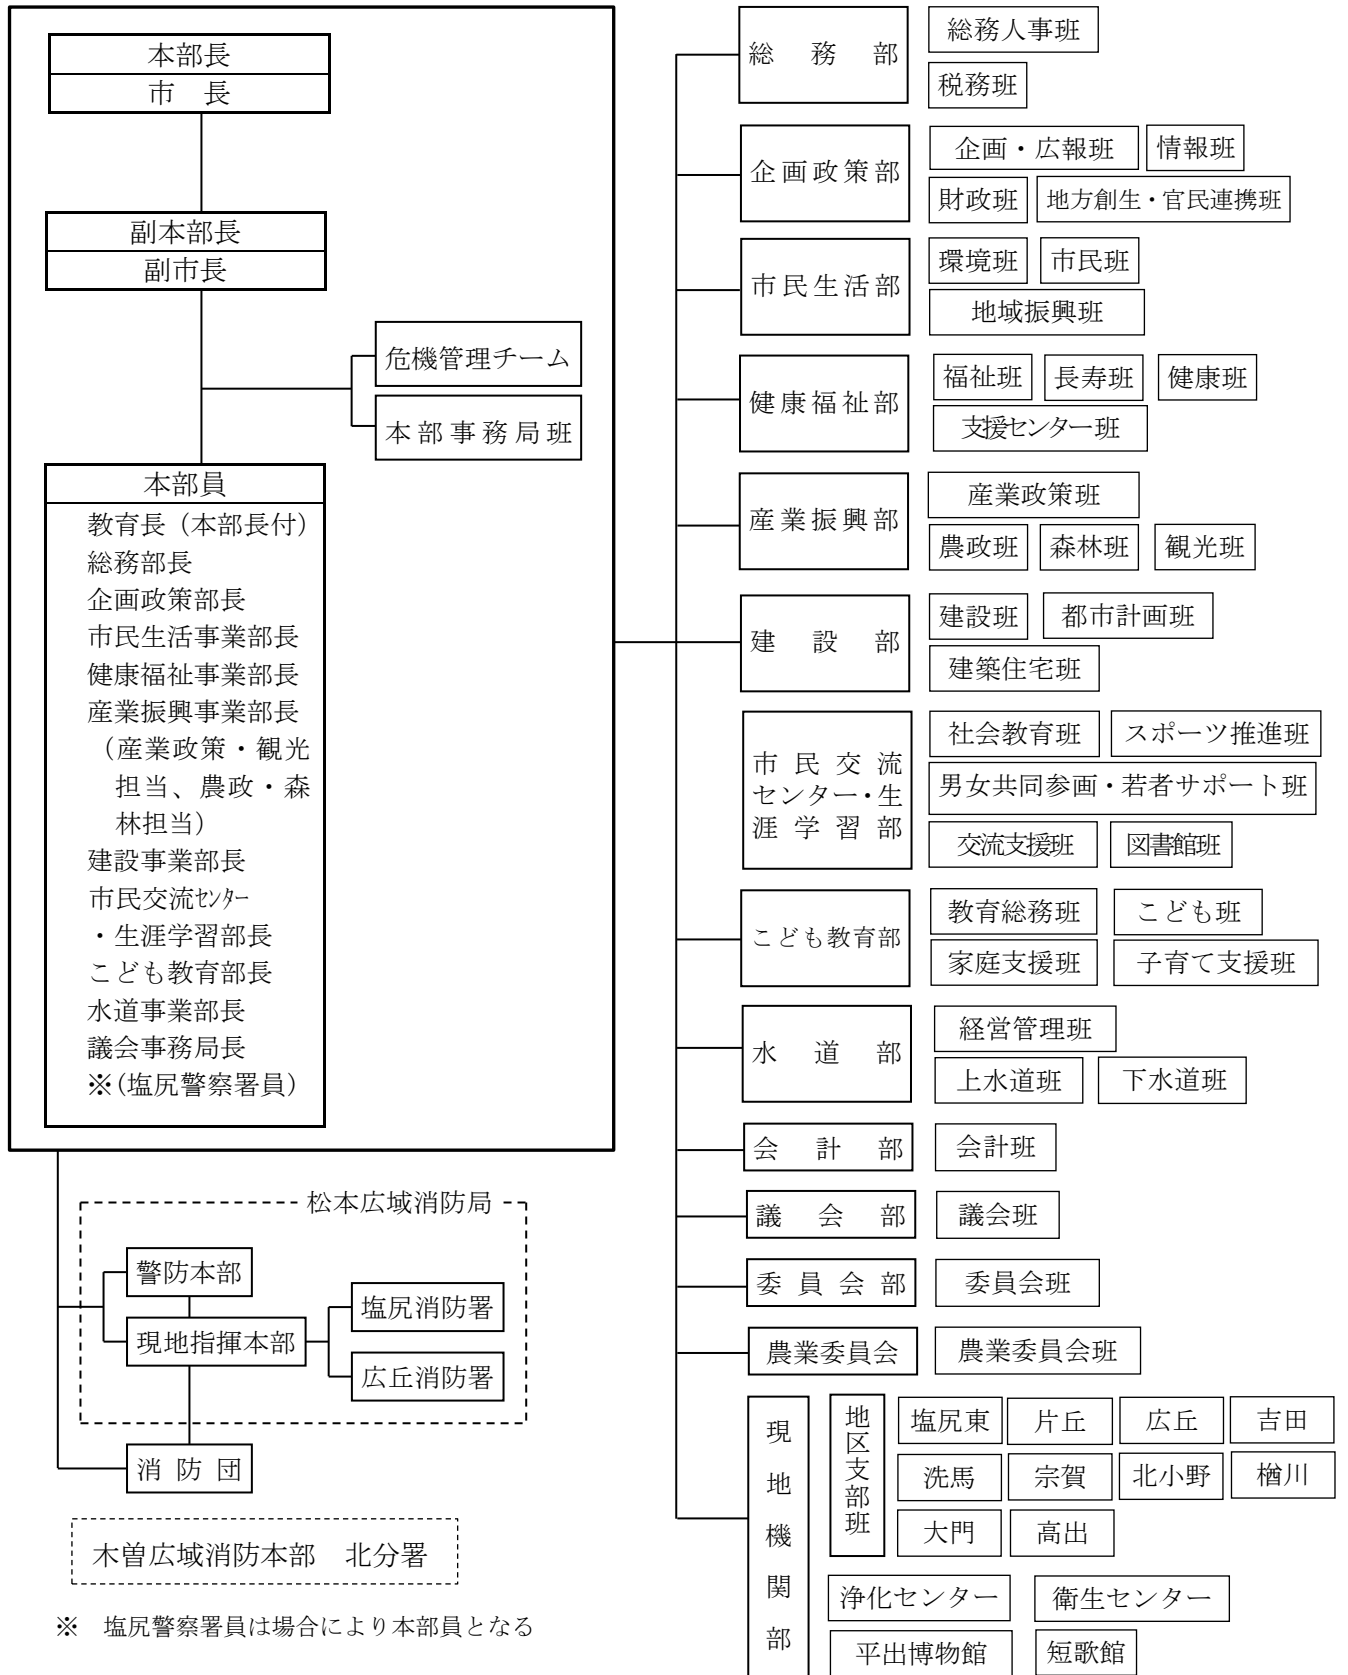 本部長
市 長
副本部長
副市長
危機管理チーム
本部事務局班
本部員
教育長（本部長付）
総務部長
企画政策部長
市民生活事業部長
健康福祉事業部長
産業振興事業部長
（産業政策・観光
担当、農政・森
林担当）
建設事業部長
市民交流ｾﾝﾀｰ
・生涯学習部長
こども教育部長
水道事業部長
議会事務局長
※(塩尻警察署員）
松本広域消防局
警防本部
現地指揮本部
塩尻消防署
広丘消防署
消 防 団
木曽広域消防本部 北分署
※ 塩尻警察署員は場合により本部員となる
総 務 部
総務人事班
税務班
企画政策部
企画・広報班 情報班
財政班 地方創生・官民連携班
市民生活部
環境班 市民班
地域振興班
健康福祉部
福祉班 長寿班 健康班
支援センター班
産業振興部
産業政策班
農政班 森林班 観光班
建 設 部
建設班 都市計画班
建築住宅班
市 民 交 流
センター・生
涯 学 習 部
社会教育班 スポーツ推進班
男女共同参画・若者サポート班
交流支援班 図書館班
こども教育部
教育総務班 こども班
家庭支援班 子育て支援班
水 道 部
経営管理班
上水道班 下水道班
会 計 部 会計班
議 会 部 議会班
委 員 会 部 委員会班
農業委員会 農業委員会班
現地機関部
地区支部班
塩尻東 片丘 広丘 吉田
洗馬 宗賀 北小野 楢川
大門 高出
浄化センター 衛生センター
平出博物館 短歌館